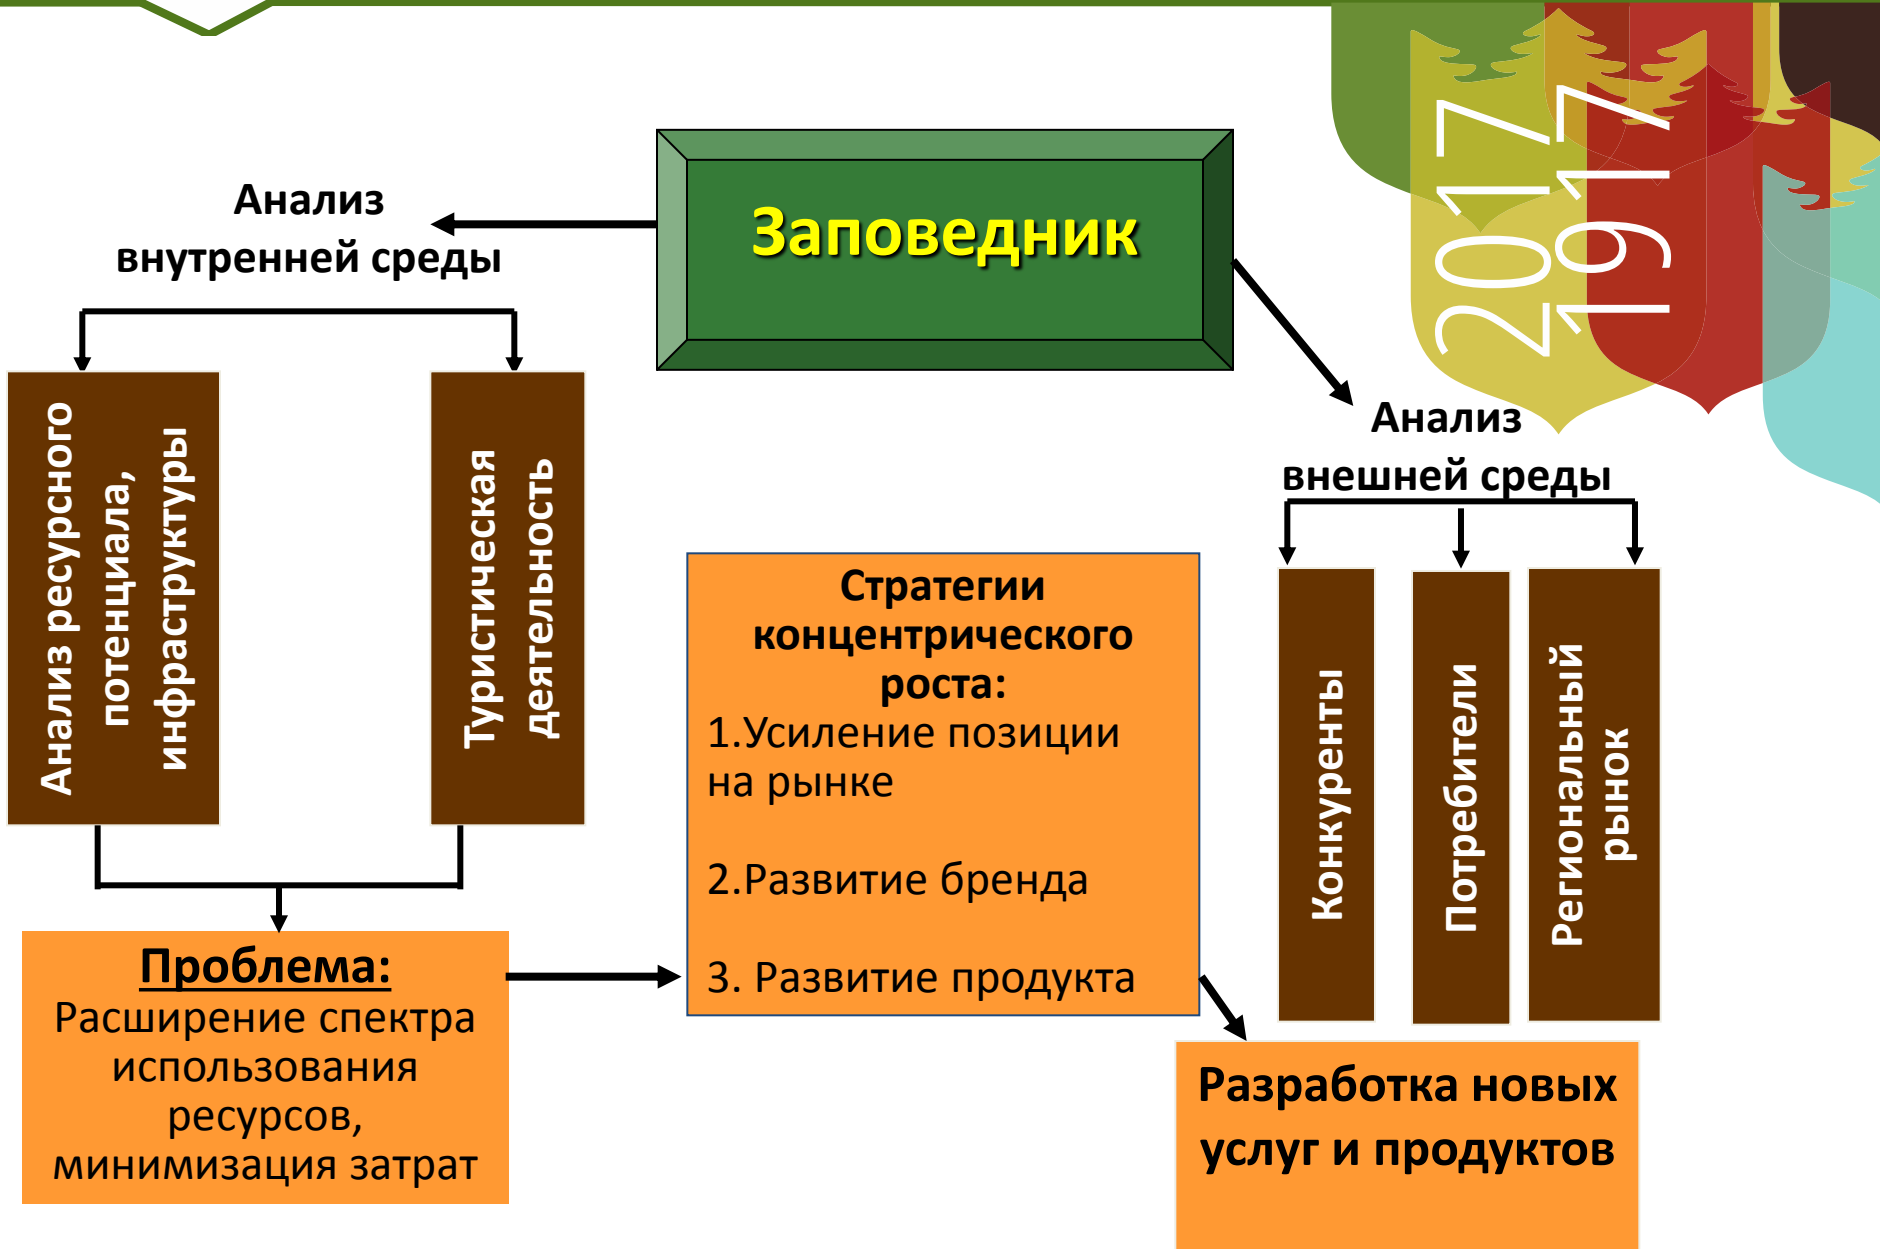 2017
1917
Заповедник
Анализ
внутренней среды
Анализ ресурсного
потенциала,
инфраструктуры
Туристическая
деятельность
Проблема:
Расширение спектра
использования
ресурсов,
минимизация затрат
Стратегии
концентрического
роста:
1.Усиление позиции
на рынке
2.Развитие бренда
3. Развитие продукта
Анализ
внешней среды
Конкуренты
Потребители
Региональный
рынок
Разработка новых
услуг и продуктов